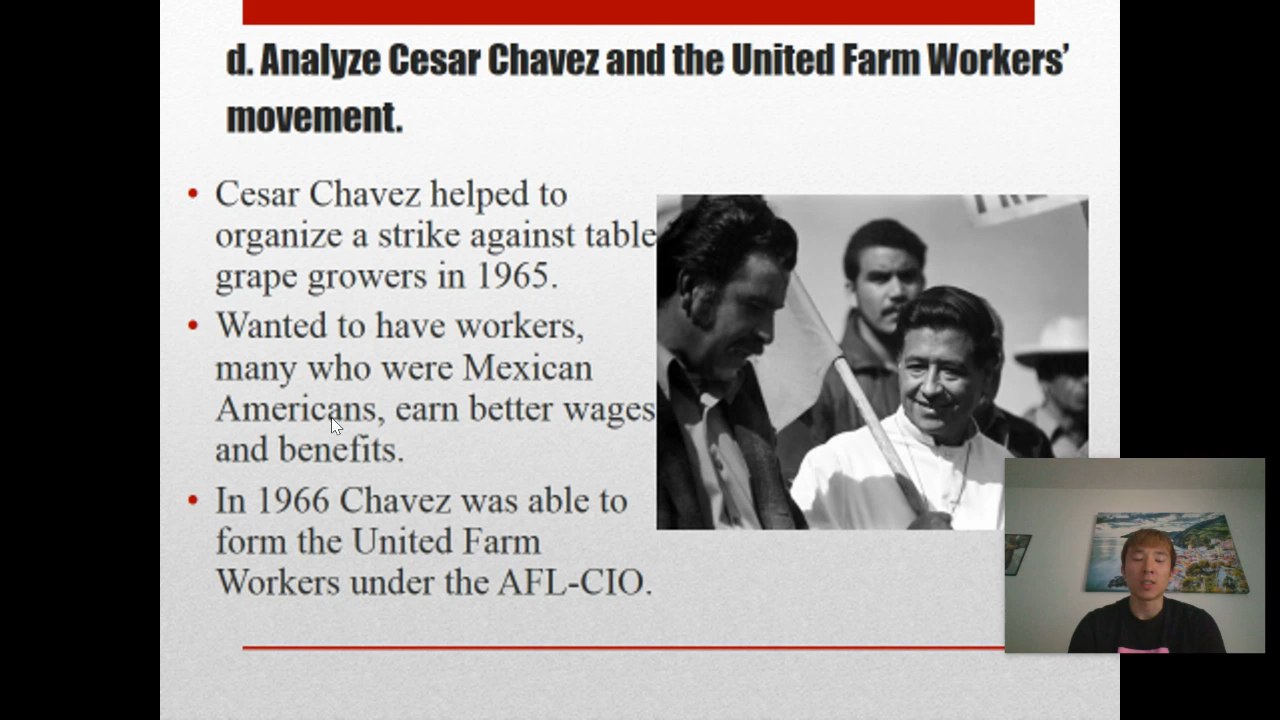 d. Analyze Cesar Chavez and the United Farm Workers’
movement.
• Cesar Chavez helped to
organize a strike against table
grape growers in 1965.
• Wanted to have workers,
many who were Mexican
Americans, earn better wages
and benefits.
• In 1966 Chavez was able to
form the United Farm
Workers under the AFL-CIO.